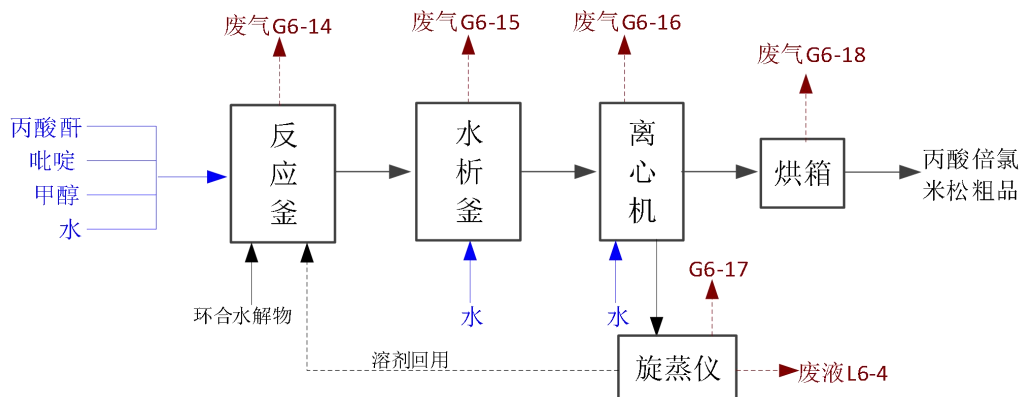 废气G6-14
废气G6-15
废气G6-16
废气G6-18
丙酸酐
吡啶
甲醇
水
反应釜
水析釜
离心机
烘箱
丙酸倍氯
米松粗品
G6-17
环合水解物
水
水
溶剂回用
旋蒸仪
废液L6-4